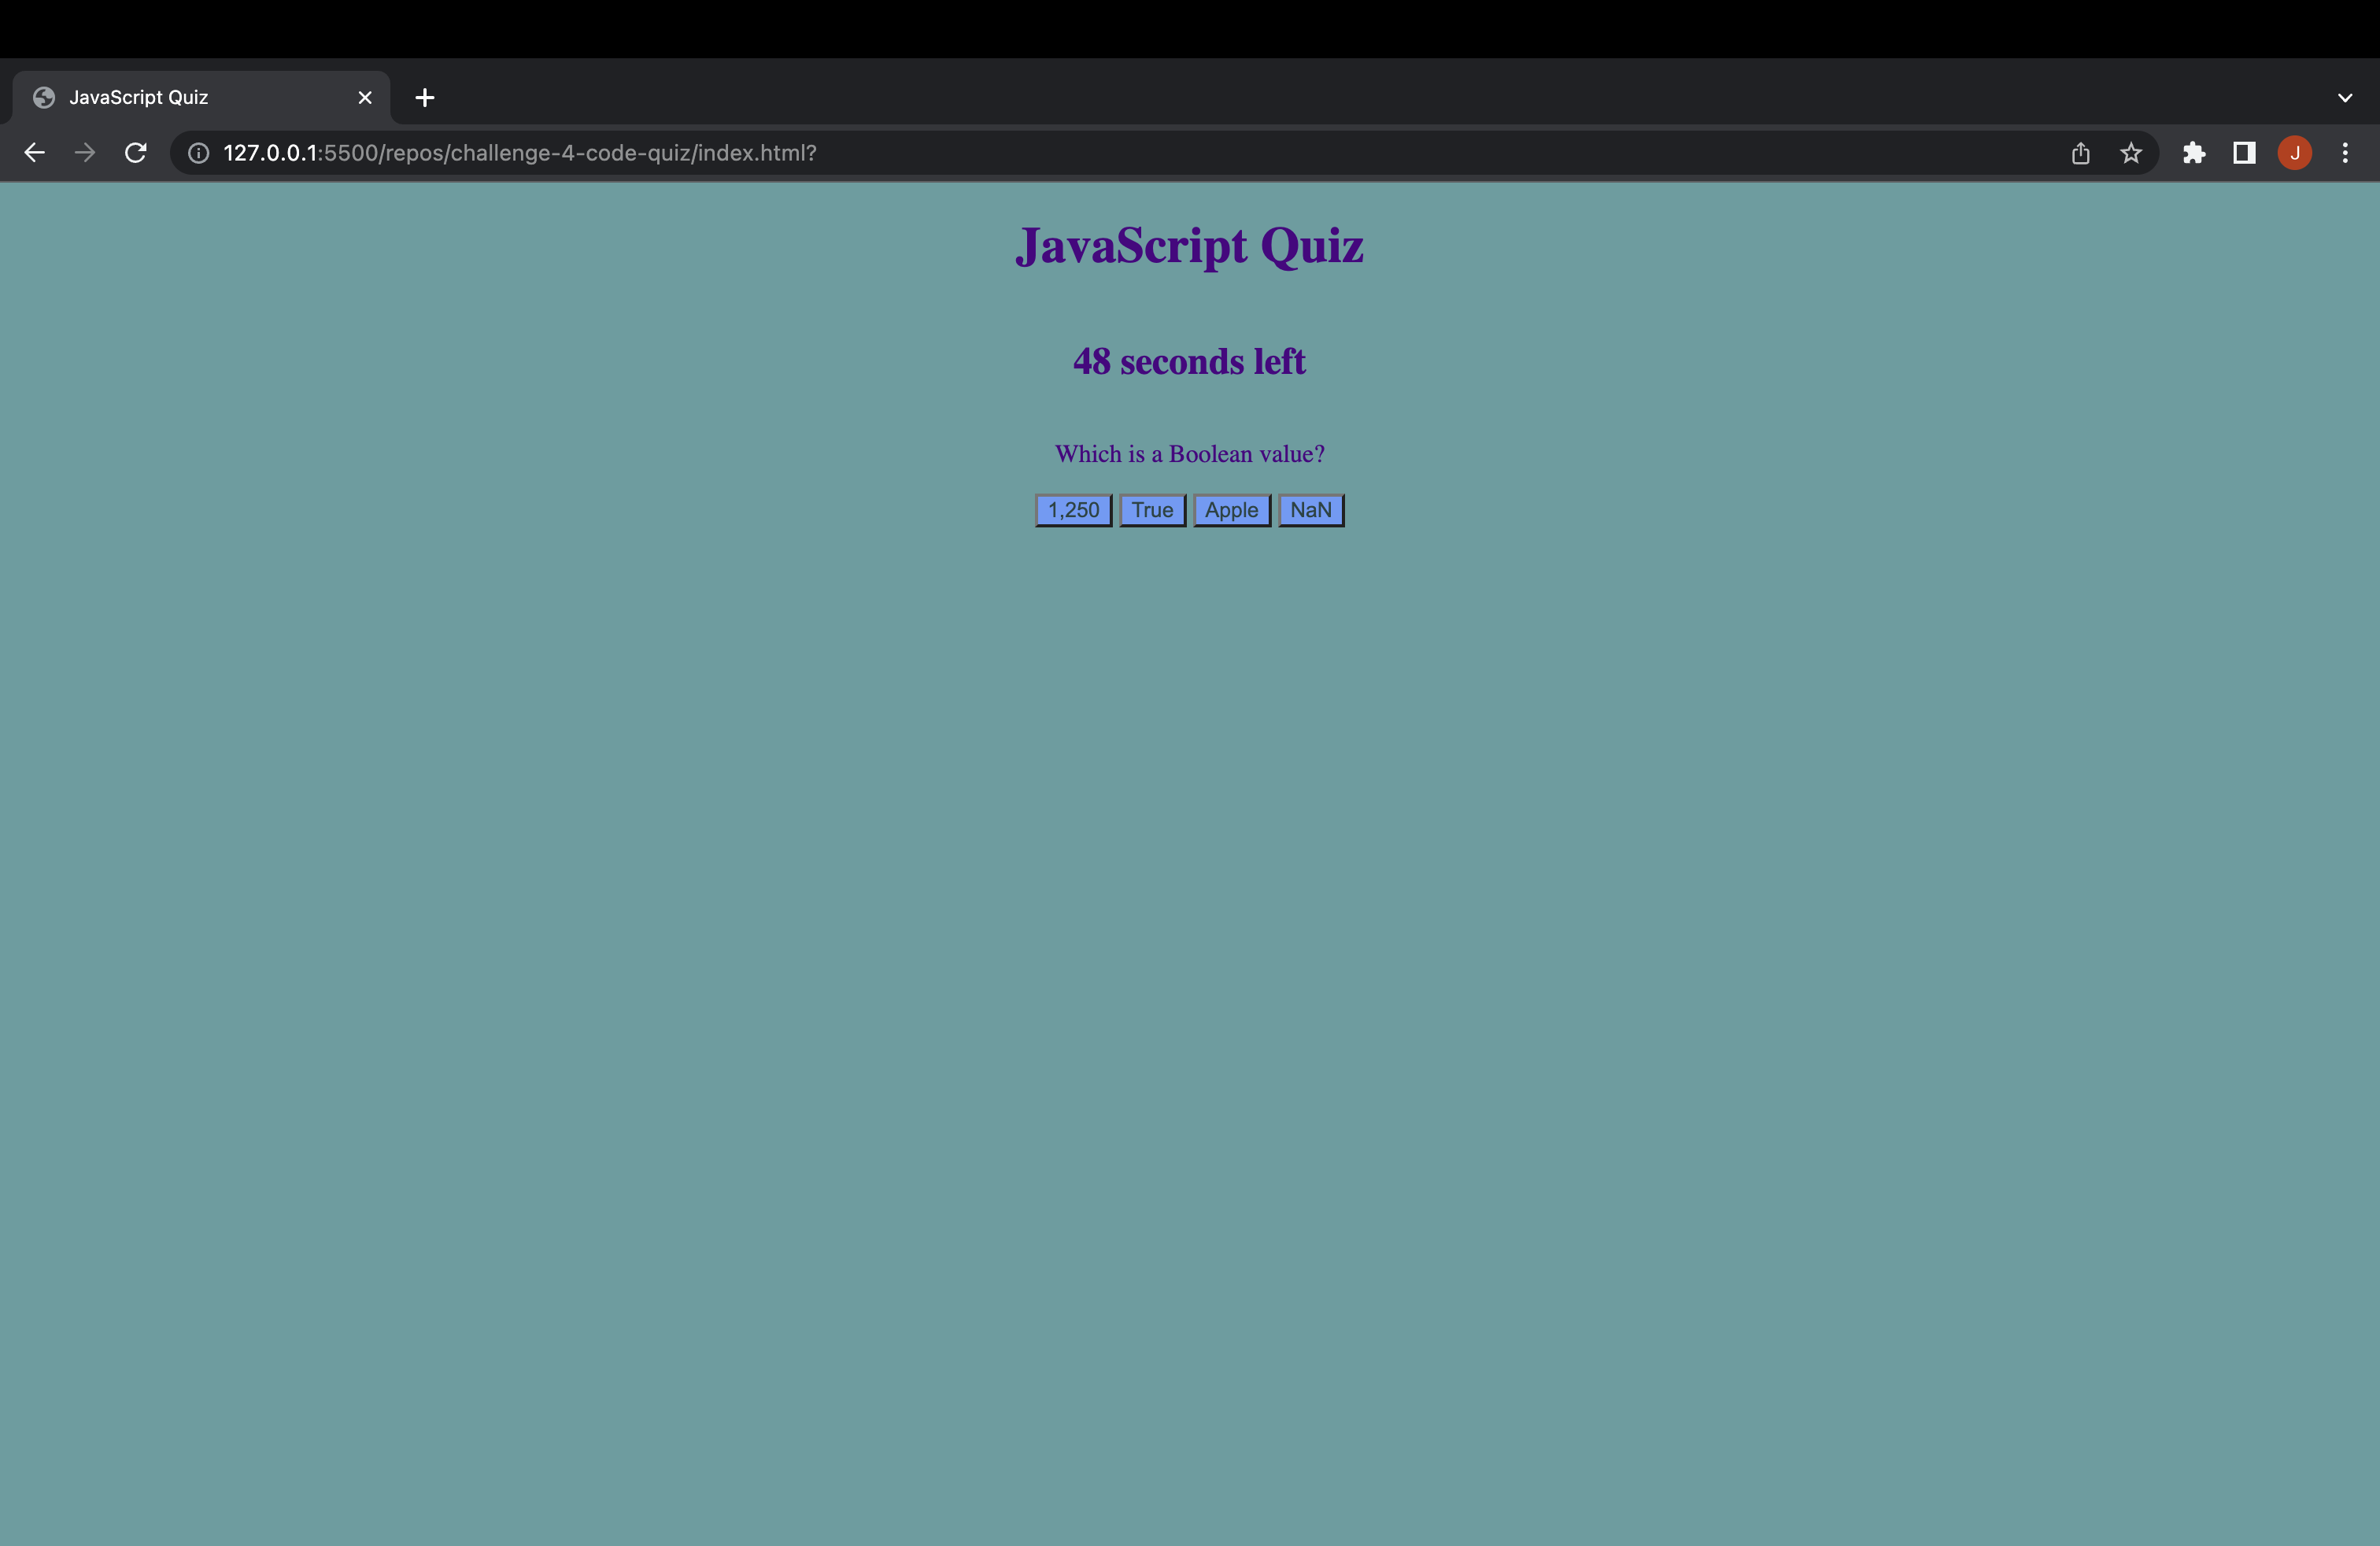 JavaScript Quiz
127.0.0.1:5500/repos/challenge-4-code-quiz/index.html?
J
JavaScript Quiz
48 seconds left
Which is a Boolean value?
1,250 True Apple NaN